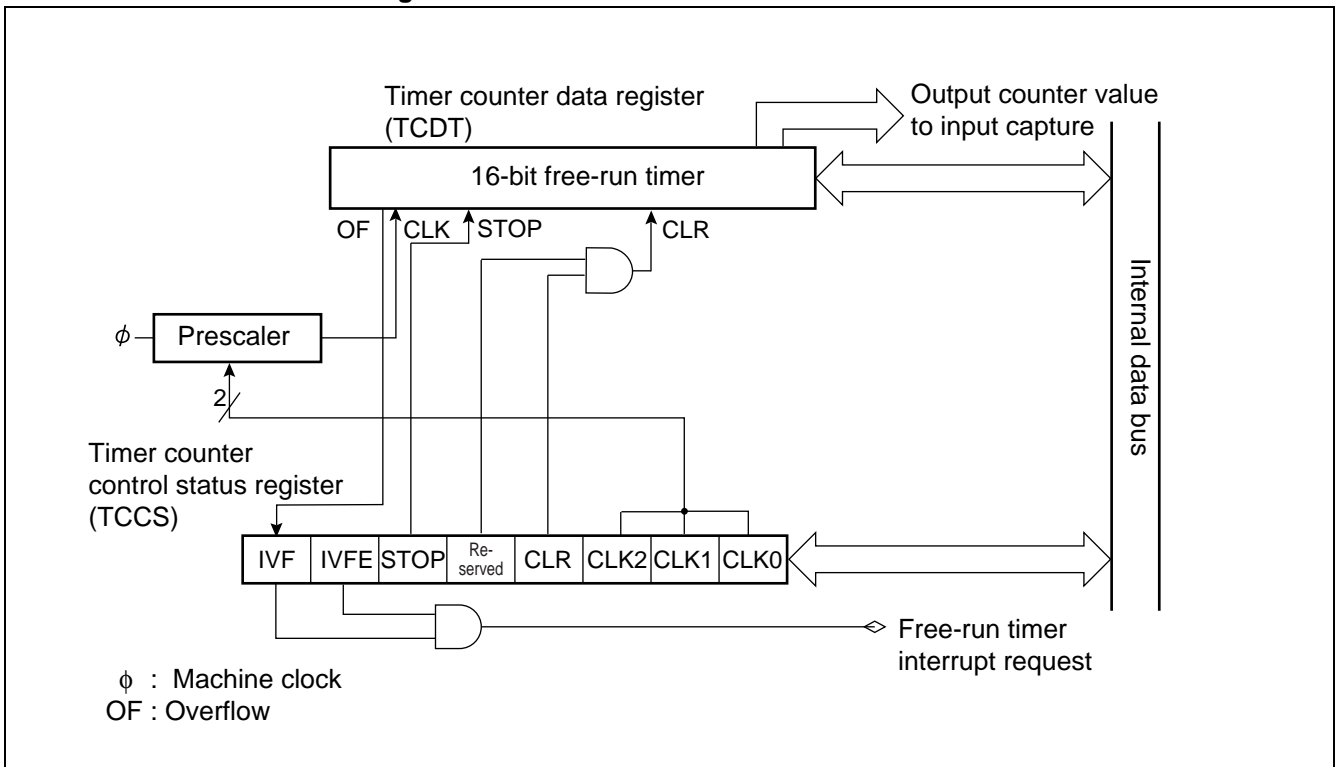 g
Timer counter data register
(TCDT)
Output counter value
to input capture
16-bit free-run timer
OF
CLK
STOP
CLR
Internal data bus
ϕ
Prescaler
2
Timer counter
control status register
(TCCS)
IVF
IVFE
STOP
Re-
served
CLR
CLK2
CLK1
CLK0
Free-run timer
interrupt request
ϕ : Machine clock
OF : Overflow